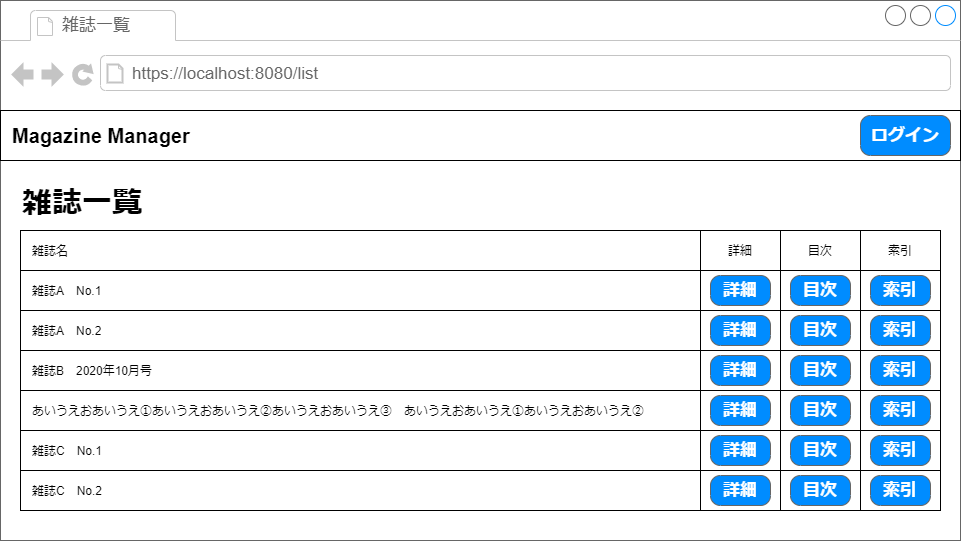 雑誌一覧
https://localhost:8080/list
Magazine Manager ログイン
雑誌一覧
雑誌名 詳細 目次 索引
雑誌A　No.1 詳細 目次 索引
雑誌A　No.2 詳細 目次 索引
雑誌B　2020年10月号 詳細 目次 索引
あいうえおあいうえ①あいうえおあいうえ②あいうえおあいうえ③　あいうえおあいうえ①あいうえおあいうえ② 詳細 目次 索引
雑誌C　No.1 詳細 目次 索引
雑誌C　No.2 詳細 目次 索引